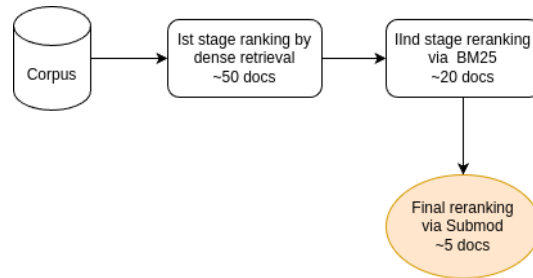 Corpus
Ist stage ranking by
dense retrieval
~50 docs
IInd stage reranking
via BM25
~20 docs
Final reranking
via Submod
~5 docs